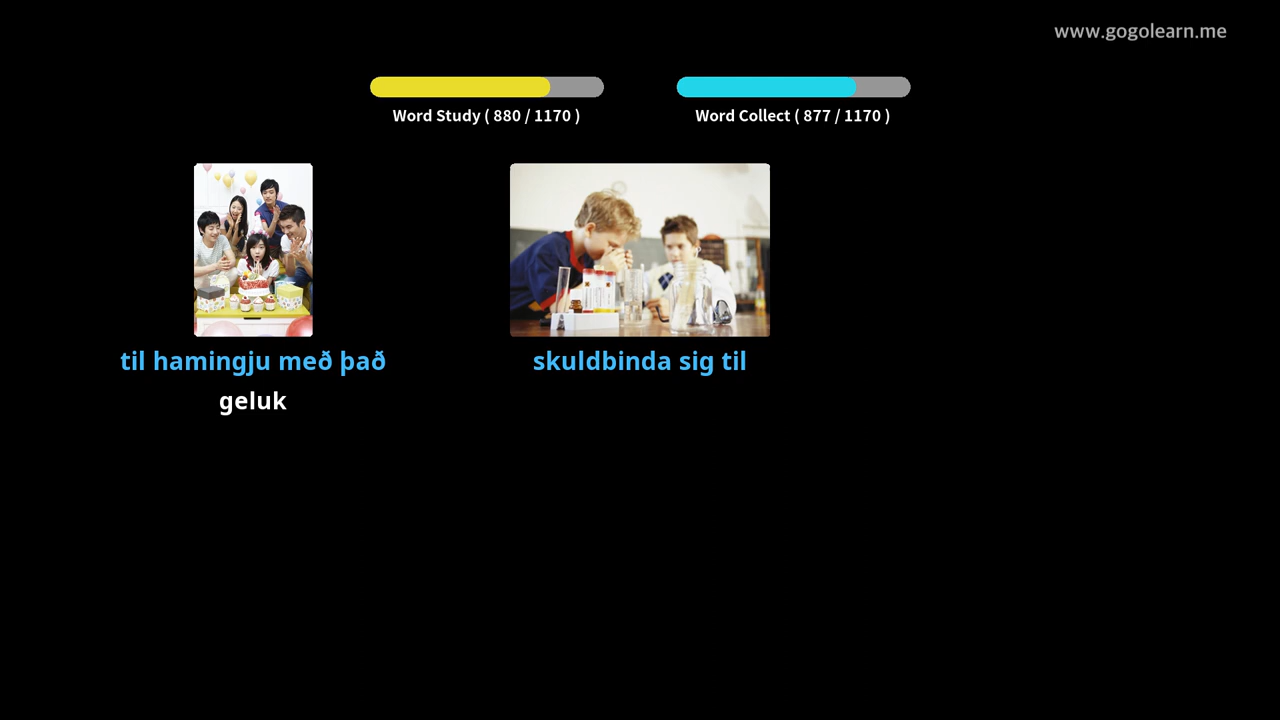 www.gogolearn.me
Word Study ( 880 / 1170 )
Word Collect ( 877 / 1170 )
til hamingju með það
geluk
skuldbinda sig til